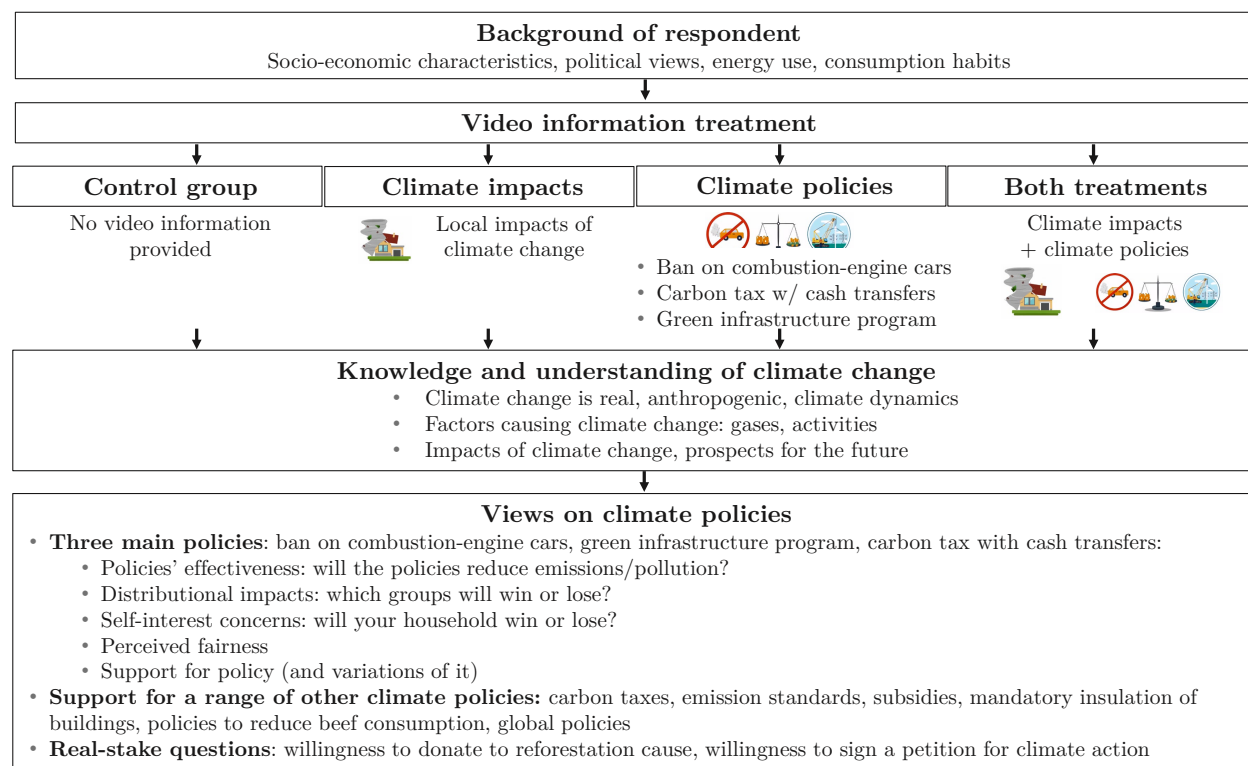 Background of respondent
Socio-economic characteristics, political views, energy use, consumption habits
Video information treatment
Control group
No video information
provided
Climate impacts
Local impacts of
climate change
Climate policies
• Ban on combustion-engine cars
• Carbon tax w/ cash transfers
• Green infrastructure program
Both treatments
Climate impacts
+ climate policies
Knowledge and understanding of climate change
• Climate change is real, anthropogenic, climate dynamics
• Factors causing climate change: gases, activities
• Impacts of climate change, prospects for the future
Views on climate policies
• Three main policies: ban on combustion-engine cars, green infrastructure program, carbon tax with cash transfers:
• Policies’ effectiveness: will the policies reduce emissions/pollution?
• Distributional impacts: which groups will win or lose?
• Self-interest concerns: will your household win or lose?
• Perceived fairness
• Support for policy (and variations of it)
• Support for a range of other climate policies: carbon taxes, emission standards, subsidies, mandatory insulation of
buildings, policies to reduce beef consumption, global policies
• Real-stake questions: willingness to donate to reforestation cause, willingness to sign a petition for climate action